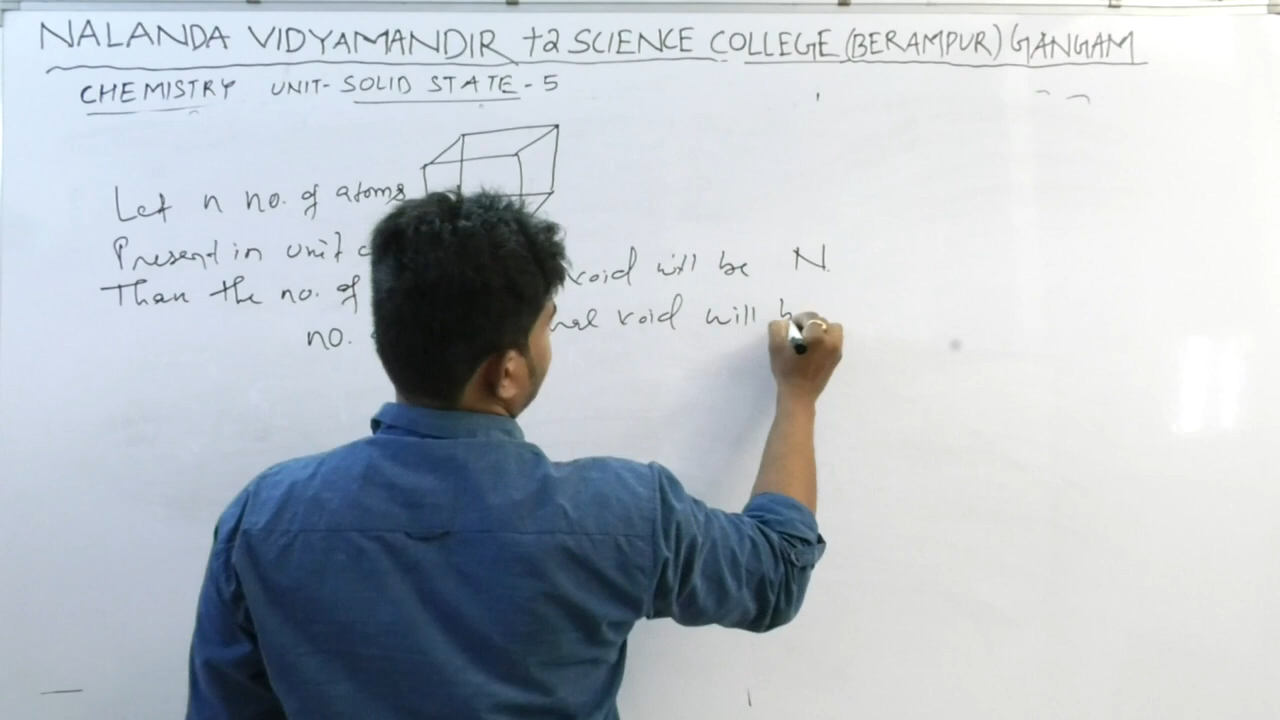 NALANDA VIDYAMANDIR +2 SCIENCE COLLEGE (BERAMPUR) GANGAM
CHEMISTRY UNIT- SOLID STATE - 5
Let n no. of atoms
Present in unit
Than the no. of void will be N.
no. void will